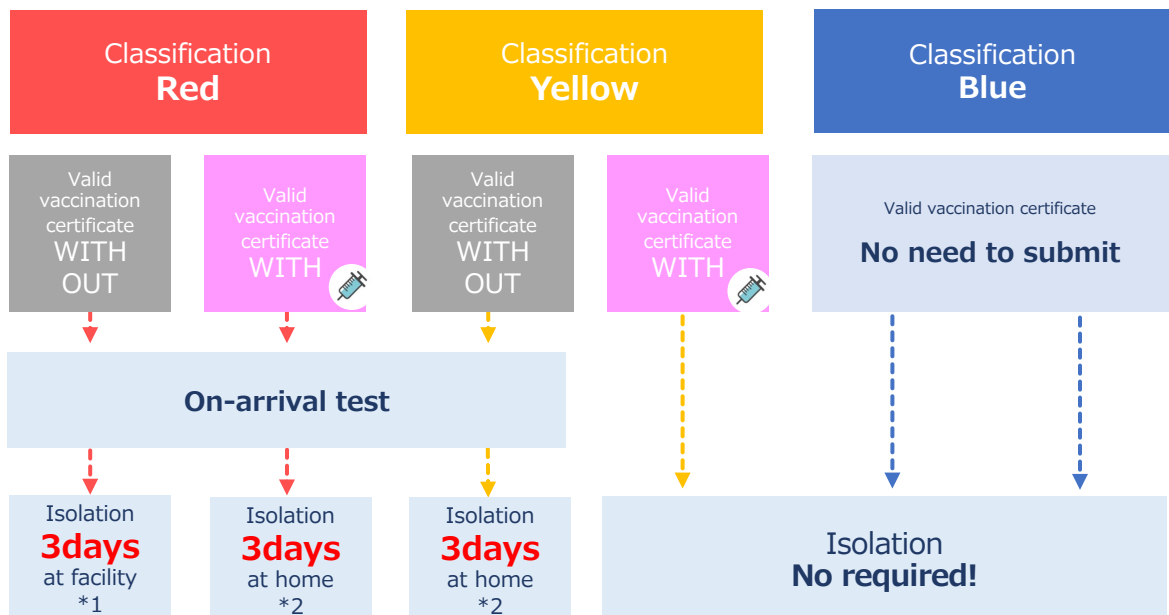 Classification
Red
Classification
Yellow
Classification
Blue
Valid
vaccination
certificate
WITH
OUT
Valid
vaccination
certificate
WITH
Valid
vaccination
certificate
WITH
OUT
Valid
vaccination
certificate
WITH
Valid vaccination certificate
No need to submit
On-arrival test
Isolation
3days
at facility
*1
Isolation
3days
at home
*2
Isolation
3days
at home
*2
Isolation
No required!